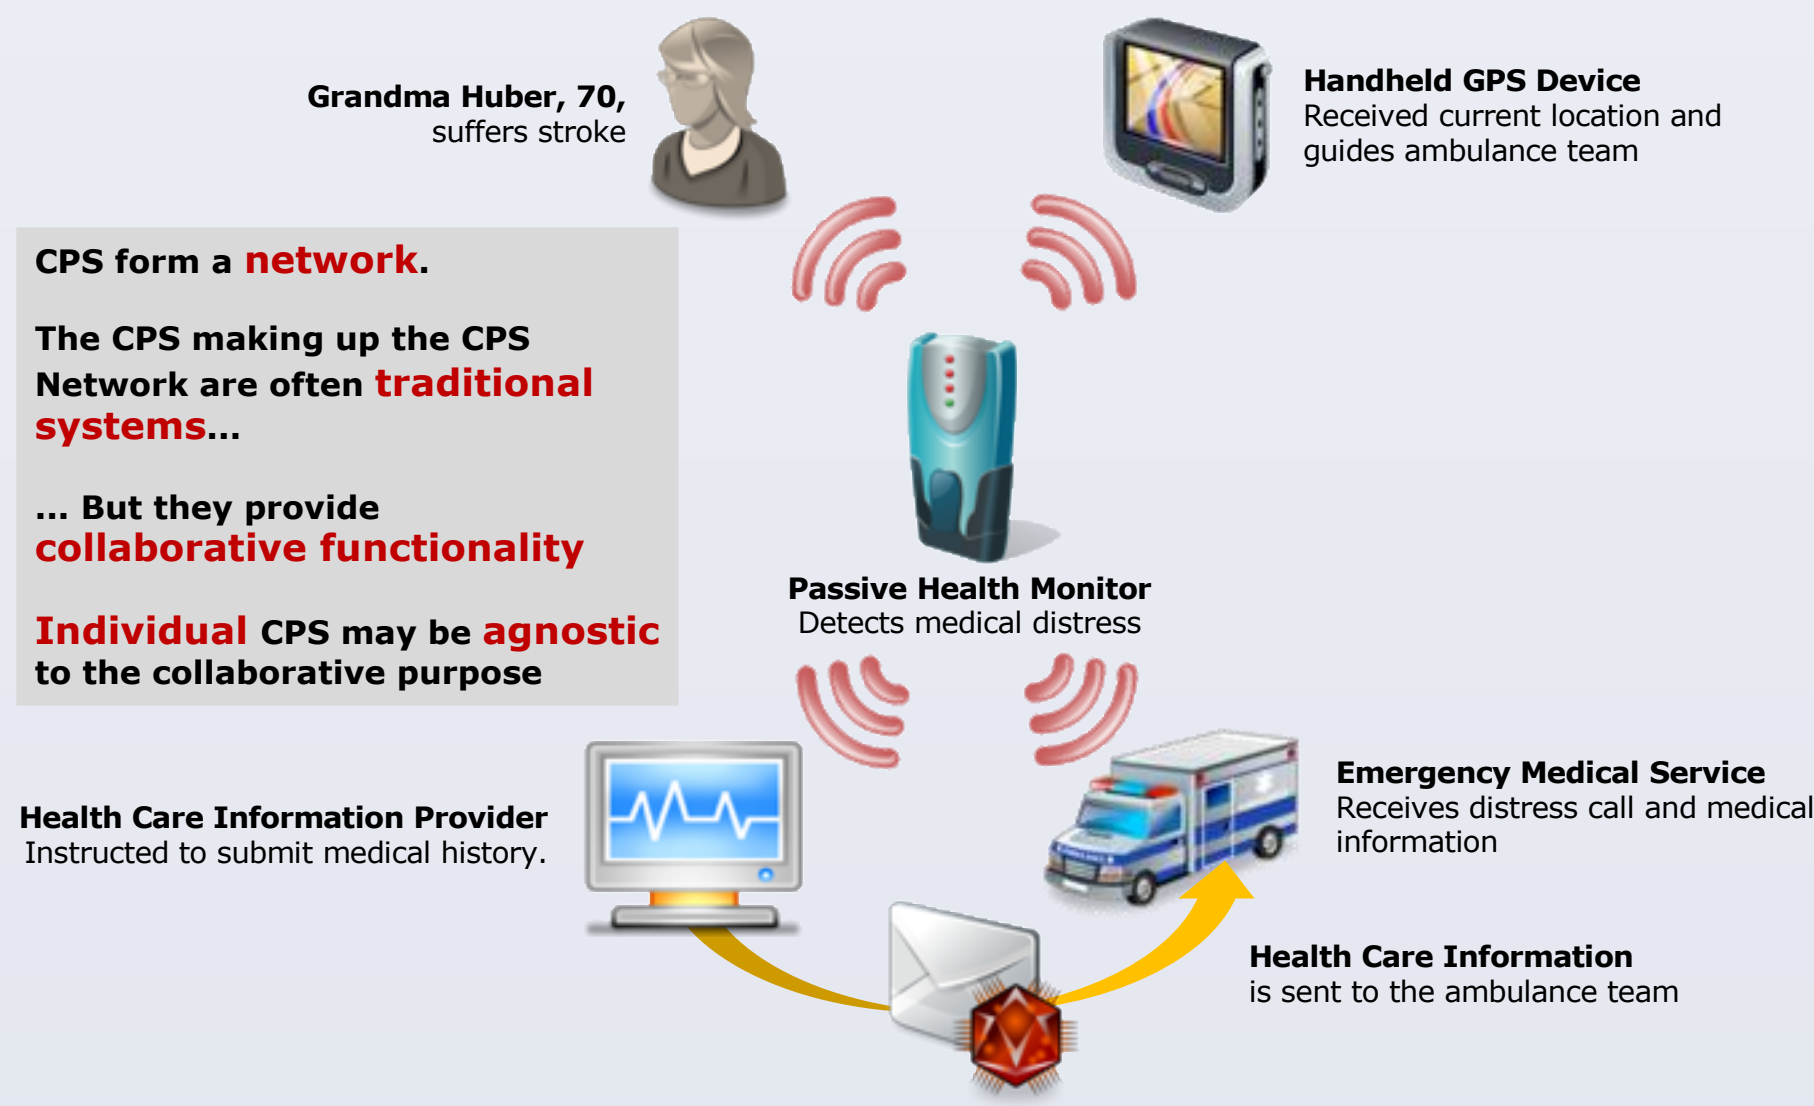 Grandma Huber, 70,
suffers stroke
Handheld GPS Device
Received current location and
guides ambulance team
CPS form a network.
The CPS making up the CPS
Network are often traditional
systems…
… But they provide
collaborative functionality
Individual CPS may be agnostic
to the collaborative purpose
Passive Health Monitor
Detects medical distress
Health Care Information Provider
Instructed to submit medical history.
Emergency Medical Service
Receives distress call and medical
information
Health Care Information
is sent to the ambulance team